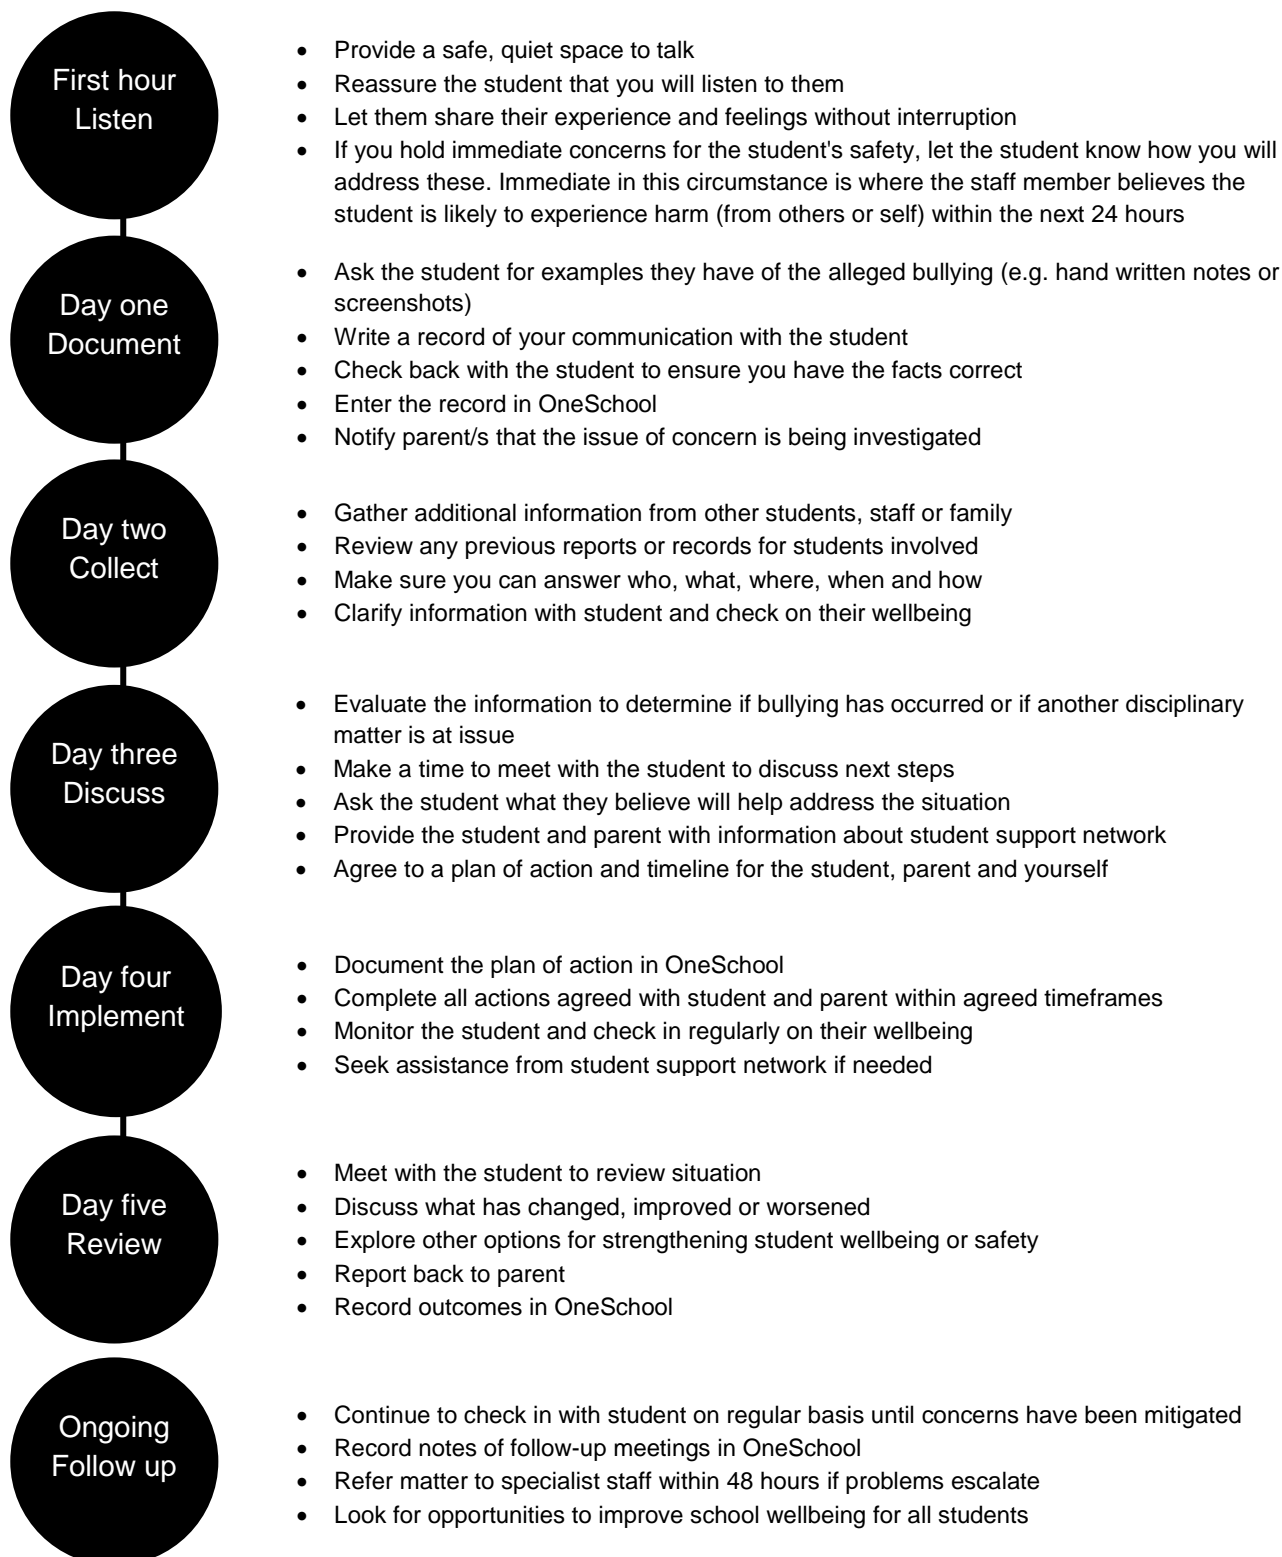 First hour
Listen
• Provide a safe, quiet space to talk
• Reassure the student that you will listen to them
• Let them share their experience and feelings without interruption
• If you hold immediate concerns for the student's safety, let the student know how you will
address these. Immediate in this circumstance is where the staff member believes the
student is likely to experience harm (from others or self) within the next 24 hours
Day one
Document
• Ask the student for examples they have of the alleged bullying (e.g. hand written notes or
screenshots)
• Write a record of your communication with the student
• Check back with the student to ensure you have the facts correct
• Enter the record in OneSchool
• Notify parent/s that the issue of concern is being investigated
Day two
Collect
• Gather additional information from other students, staff or family
• Review any previous reports or records for students involved
• Make sure you can answer who, what, where, when and how
• Clarify information with student and check on their wellbeing
Day three
Discuss
• Evaluate the information to determine if bullying has occurred or if another disciplinary
matter is at issue
• Make a time to meet with the student to discuss next steps
• Ask the student what they believe will help address the situation
• Provide the student and parent with information about student support network
• Agree to a plan of action and timeline for the student, parent and yourself
Day four
Implement
• Document the plan of action in OneSchool
• Complete all actions agreed with student and parent within agreed timeframes
• Monitor the student and check in regularly on their wellbeing
• Seek assistance from student support network if needed
Day five
Review
• Meet with the student to review situation
• Discuss what has changed, improved or worsened
• Explore other options for strengthening student wellbeing or safety
• Report back to parent
• Record outcomes in OneSchool
Ongoing
Follow up
• Continue to check in with student on regular basis until concerns have been mitigated
• Record notes of follow-up meetings in OneSchool
• Refer matter to specialist staff within 48 hours if problems escalate
• Look for opportunities to improve school wellbeing for all students